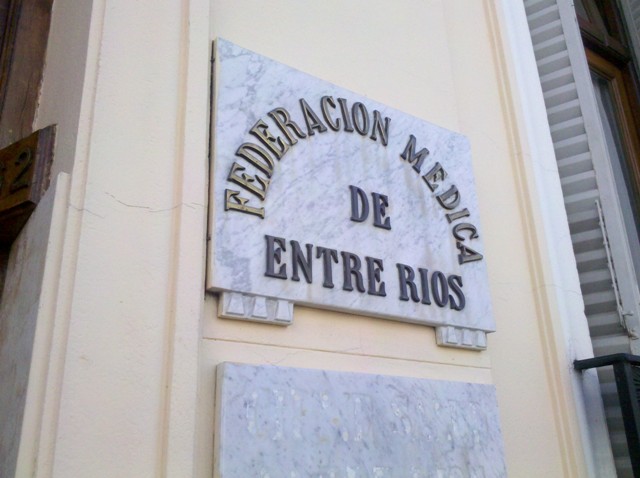 FEDERACION MEDICA
DE
ENTRE RIOS